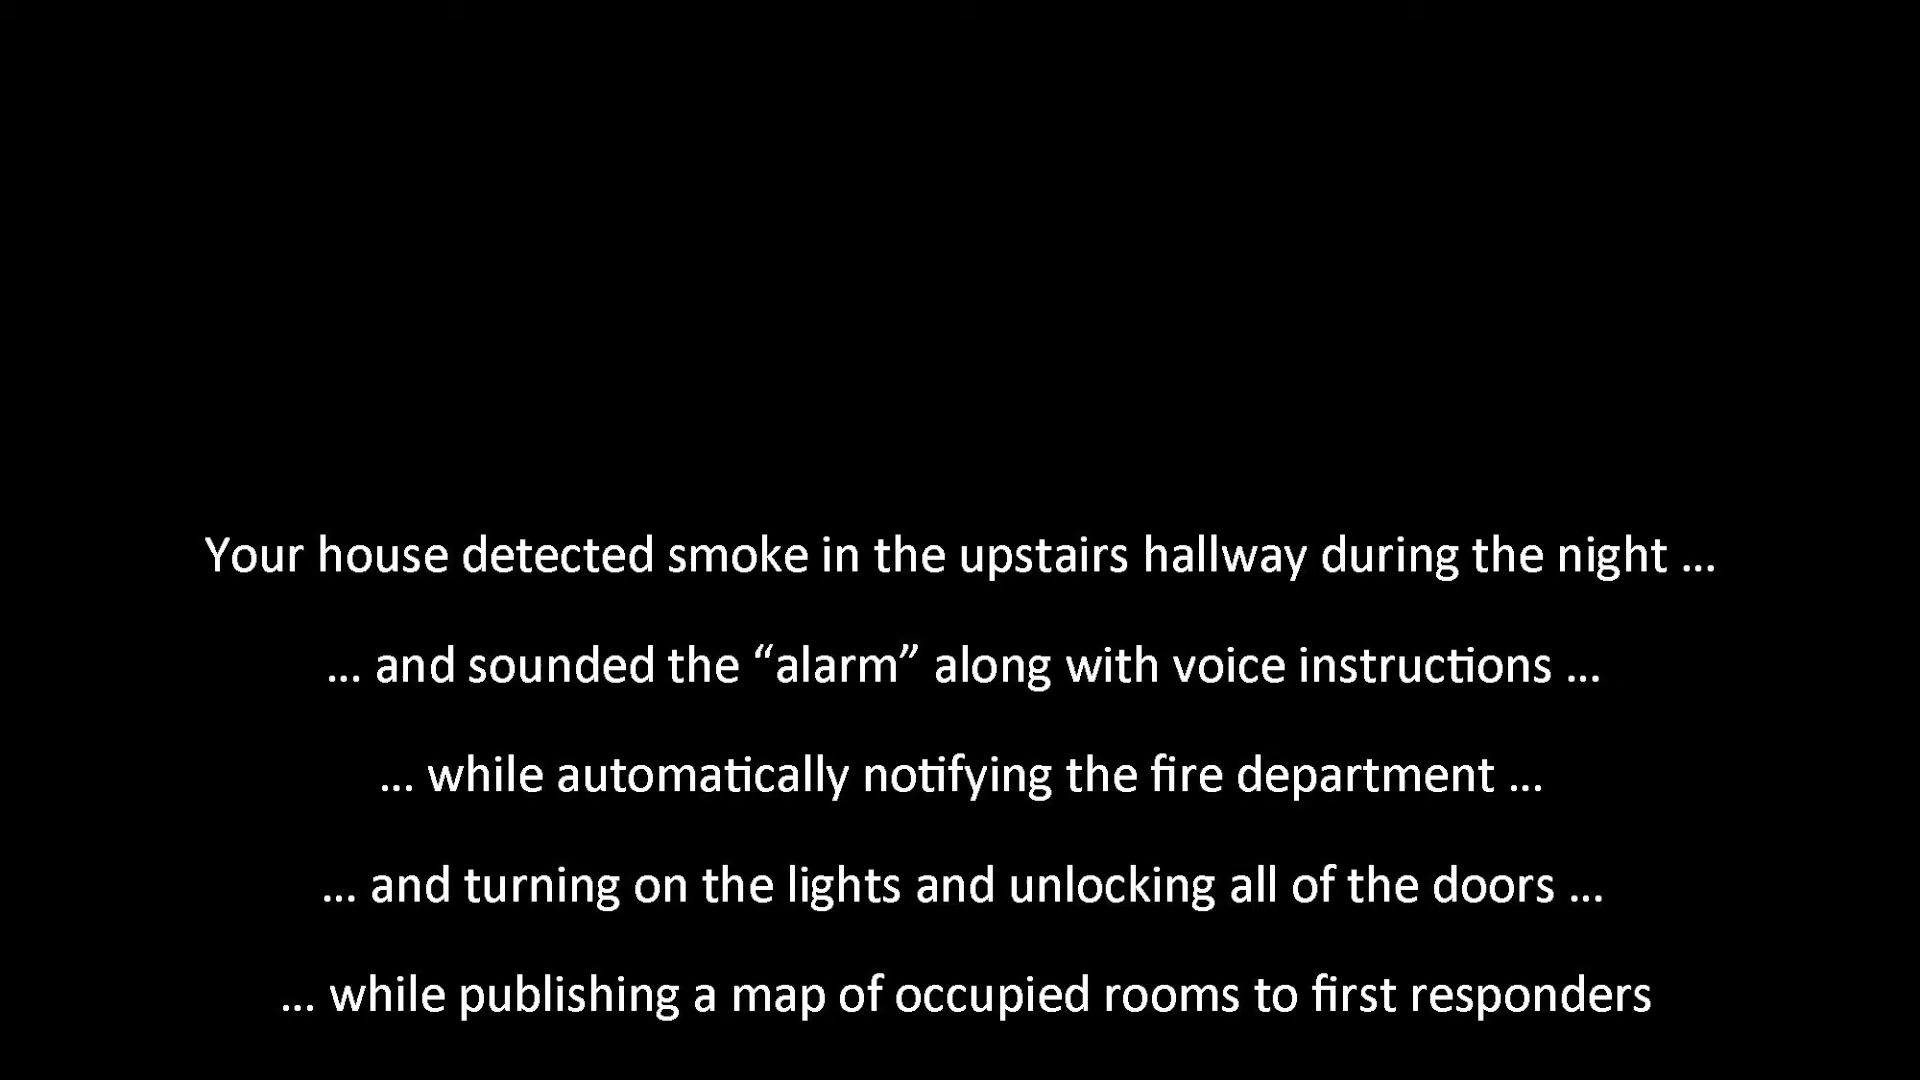 Your house detected smoke in the upstairs hallway during the night ...
... and sounded the “alarm” along with voice instructions ...
... while automatically notifying the fire department ...
... and turning on the lights and unlocking all of the doors ...
... while publishing a map of occupied rooms to first responders